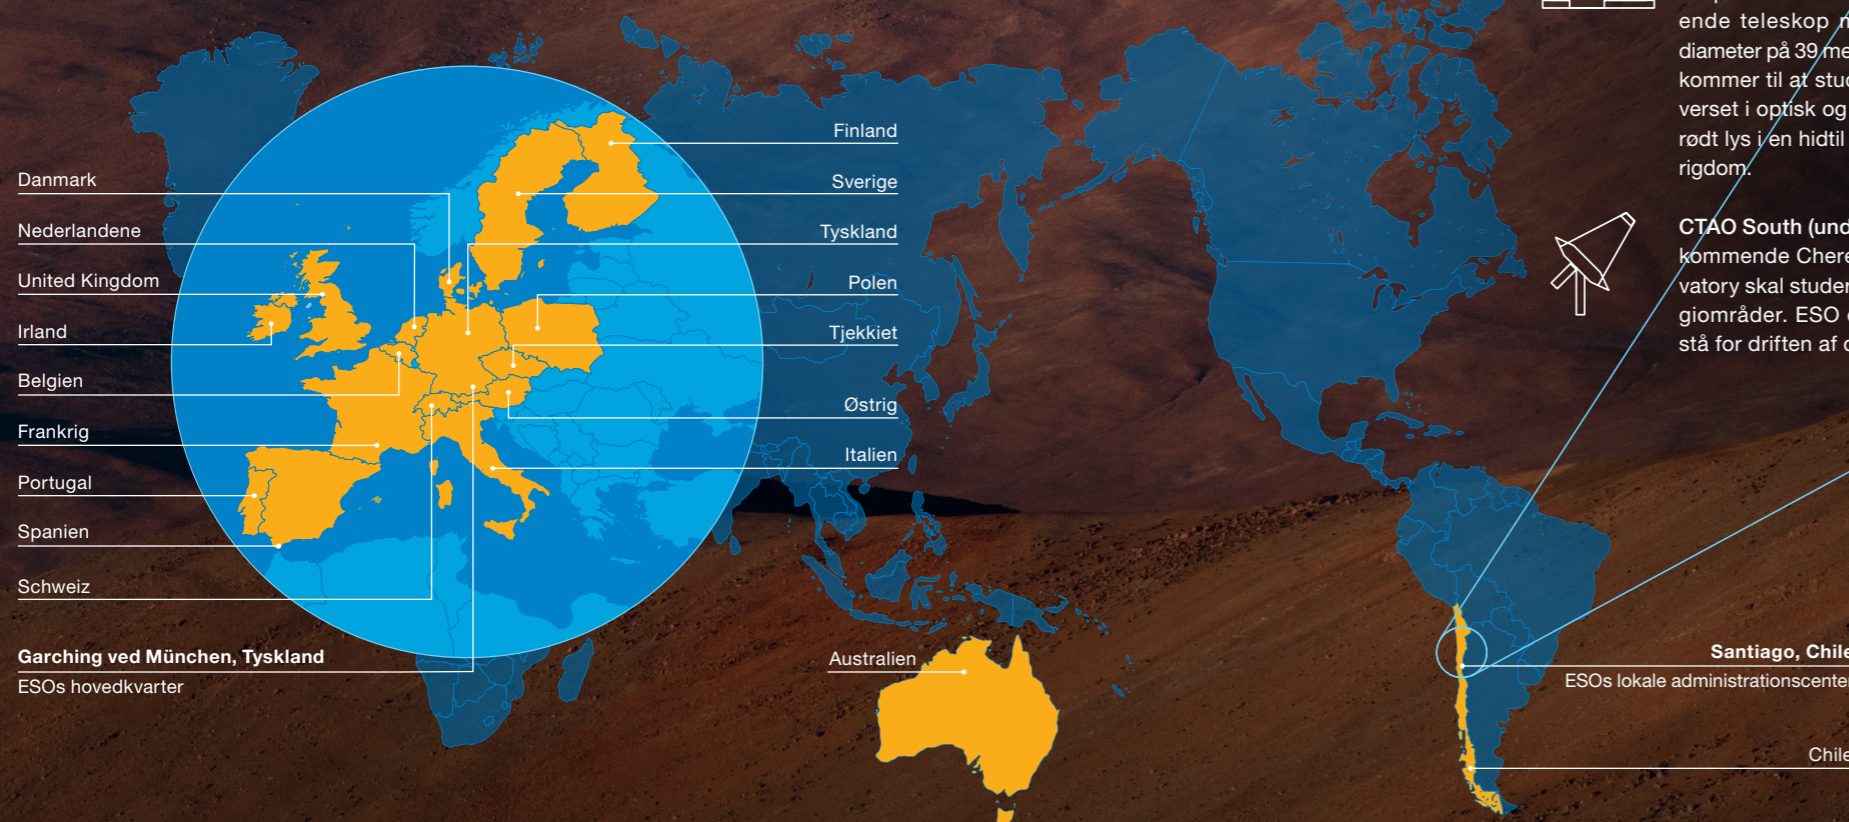 Finland
Danmark
Sverige
Nederlandene
Tyskland
United Kingdom
Polen
Irland
Tjekkiet
Belgien
Østrig
Frankrig
Italien
Portugal
Spanien
Schweiz
Garching ved München, Tyskland
ESOs hovedkvarter
Australien
ende teleskop
diameter på 39
kommer til at
verset i optisk og
rødt lys i en hidtil
rigdom.
CTAO South
kommende
vatory skal
giområder. ESO
stå for driften af
Santiago, Chile
ESOs lokale administrationscenter
Chile